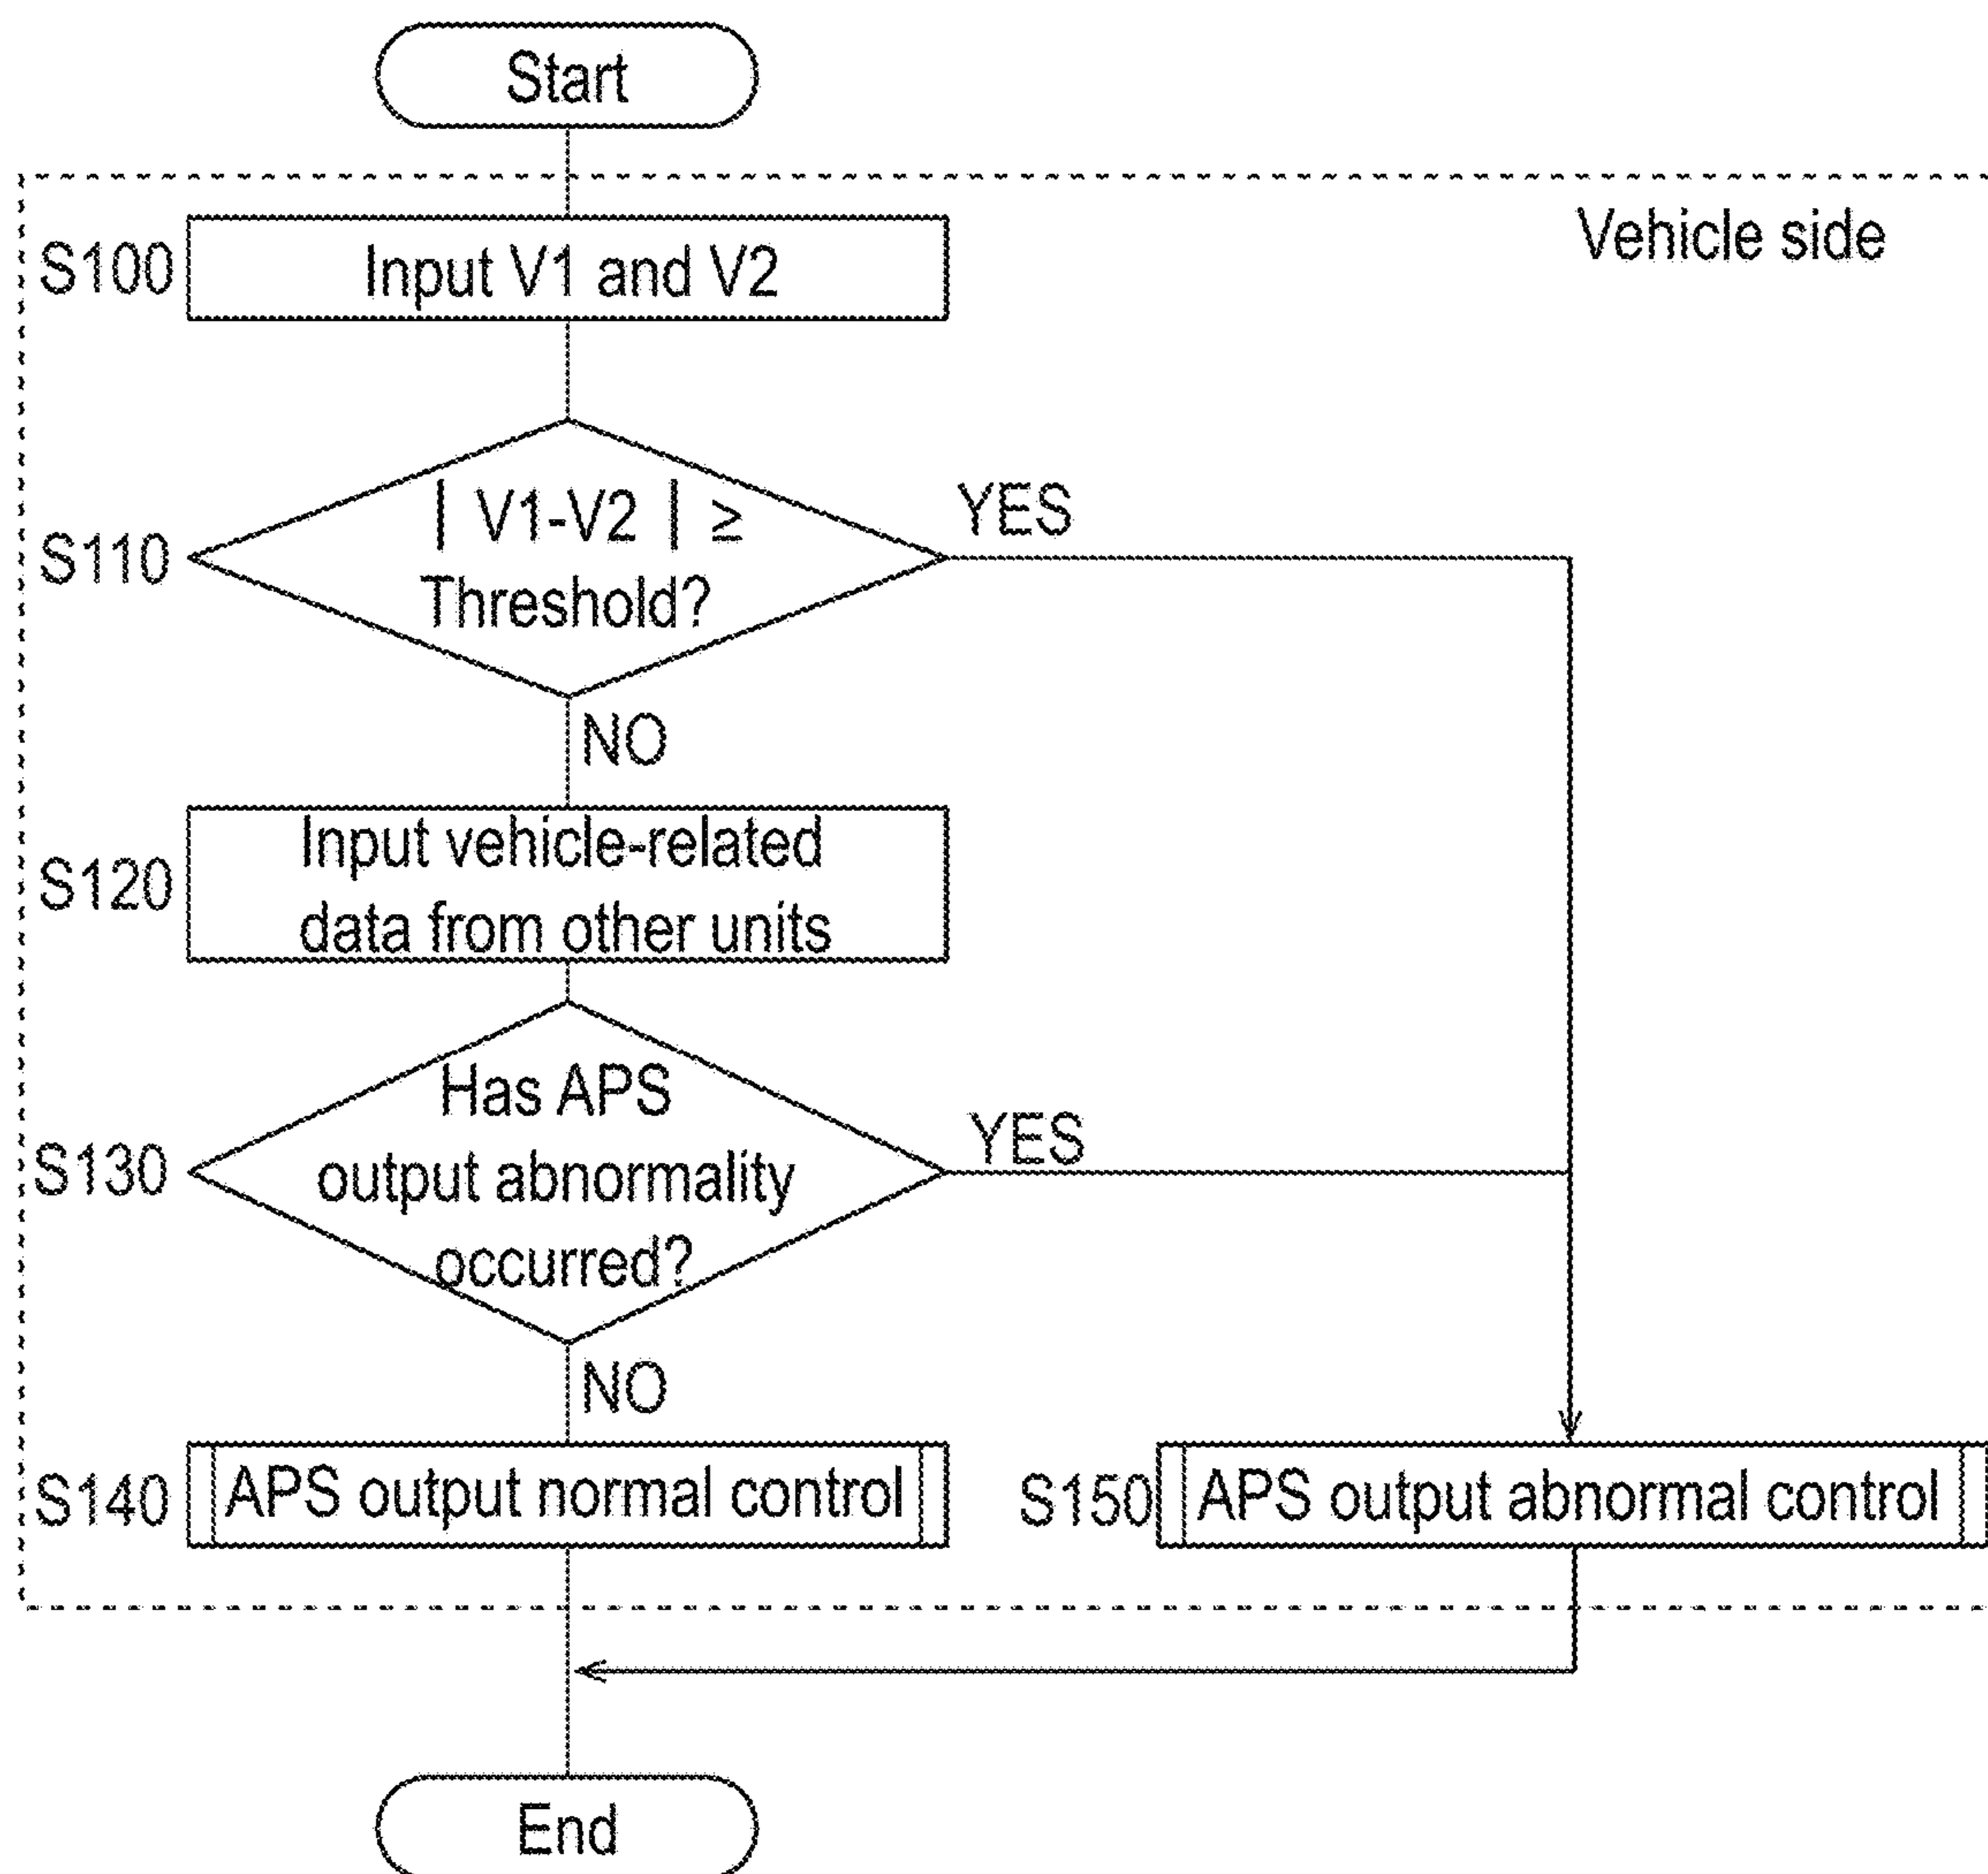 Start
Vehicle side
S100
Input V1 and V2
S110
| V1-V2 | ≥
Threshold?
YES
NO
S120
Input vehicle-related
data from other units
S130
Has APS
output abnormality
occurred?
YES
NO
S140
APS output normal control
S150
APS output abnormal control
End